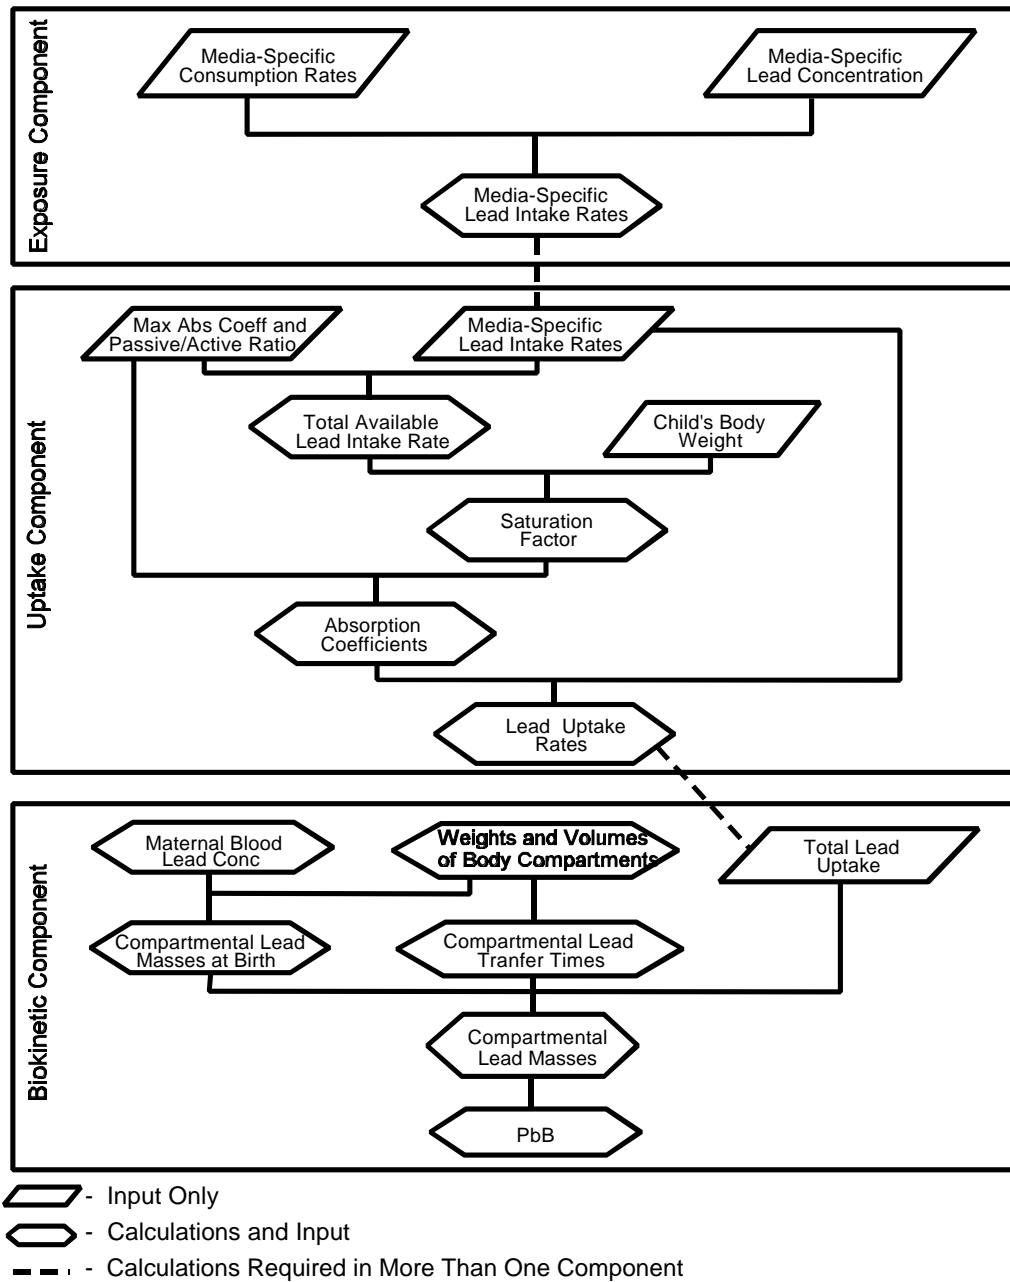 Exposure Component
Media-Specific
Consumption Rates
Media-Specific
Lead Concentration
Media-Specific
Lead Intake Rates
Uptake Component
Max Abs Coeff and
Passive/Active Ratio
Media-Specific
Lead Intake Rates
Total Available
Lead Intake Rate
Child's Body
Weight
Saturation
Factor
Absorption
Coefficients
Lead Uptake
Rates
Biokinetic Component
Maternal Blood
Lead Conc
Weights and Volumes
of Body Compartments
Total Lead
Uptake
Compartmental Lead
Masses at Birth
Compartmental Lead
Tranfer Times
Compartmental
Lead Masses
PbB
- Input Only
- Calculations and Input
- Calculations Required in More Than One Component